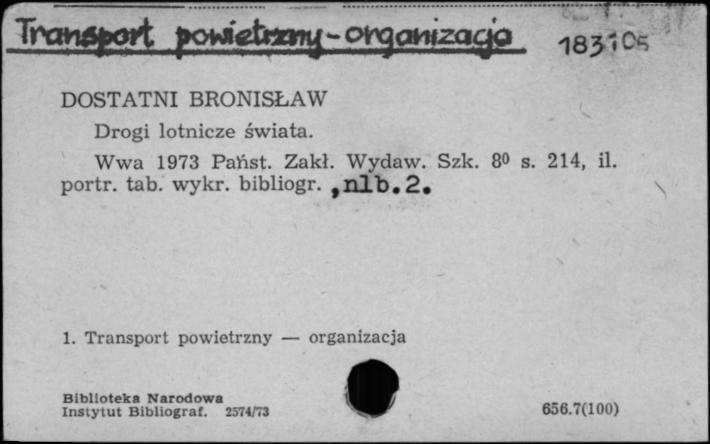 Transport powietrzny - organizacja 183105
DOSTATNI BRONISŁAW
Drogi lotnicze świata.
Wwa 1973 Państ. Zakł. Wydaw. Szk. 8⁰ s. 214, il.
portr. tab. wykr. bibliogr. ,nlb.2.
1. Transport powietrzny — organizacja
Biblioteka Narodowa
Instytut Bibliograf. 2574/73 656.7(100)